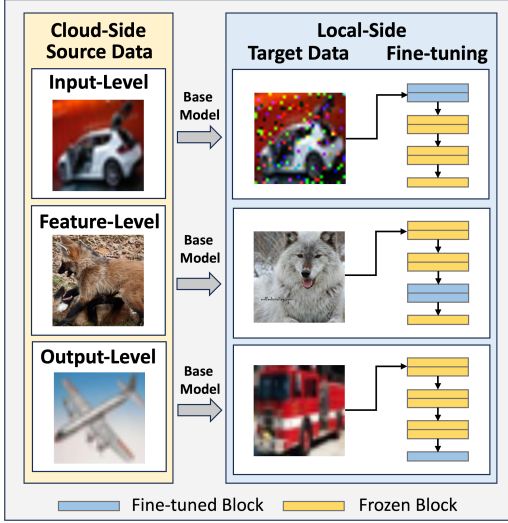 Cloud-Side
Source Data
Local-Side
Target Data Fine-tuning
Input-Level
Base
Model
Feature-Level
Base
Model
Output-Level
Base
Model
Fine-tuned Block
Frozen Block